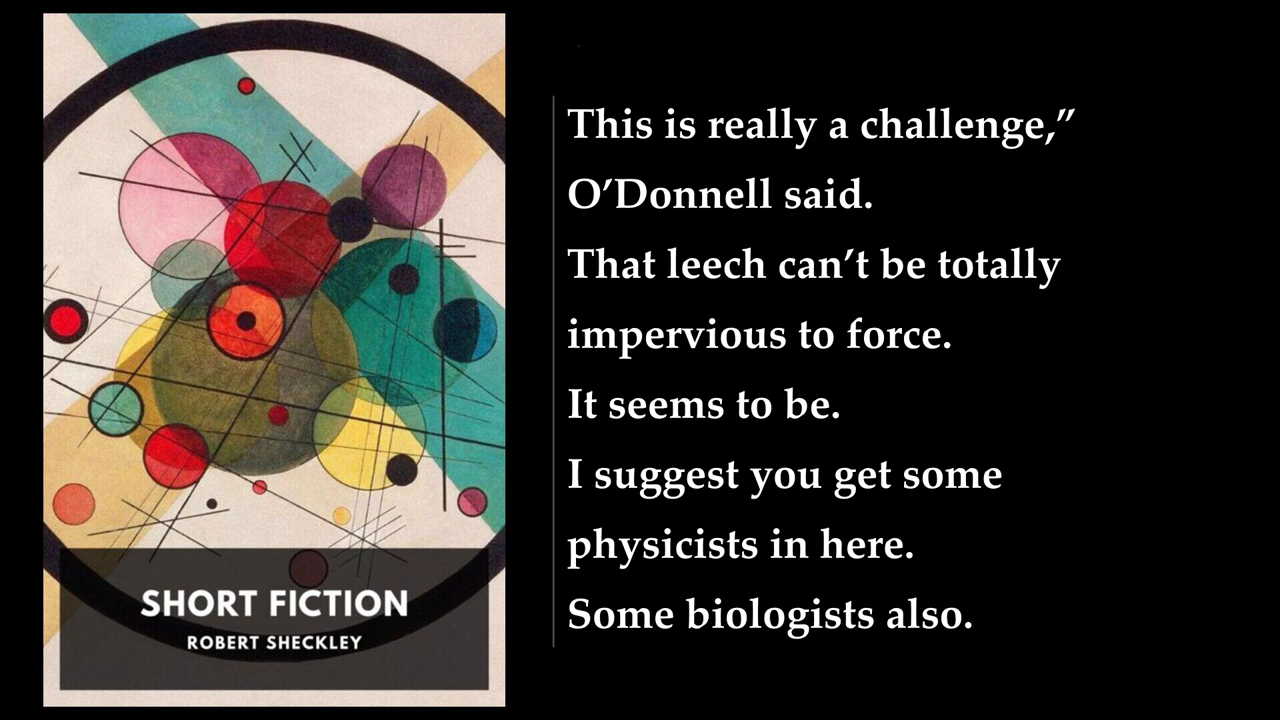 This is really a challenge,”
O’Donnell said.
That leech can’t be totally
impervious to force.
It seems to be.
I suggest you get some
physicists in here.
Some biologists also.
SHORT FICTION
ROBERT SHECKLEY